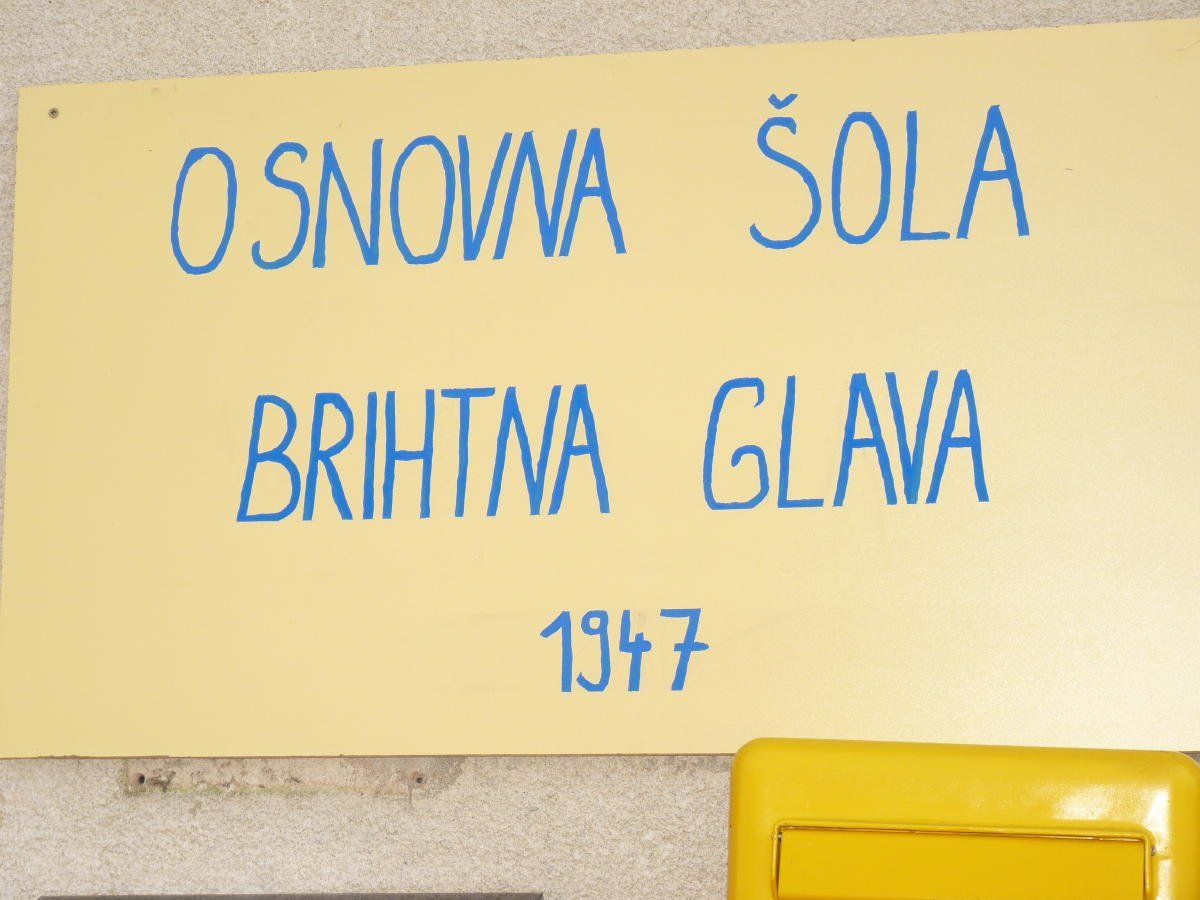 OSNOVNA ŠOLA
BRIHTNA GLAVA
1947